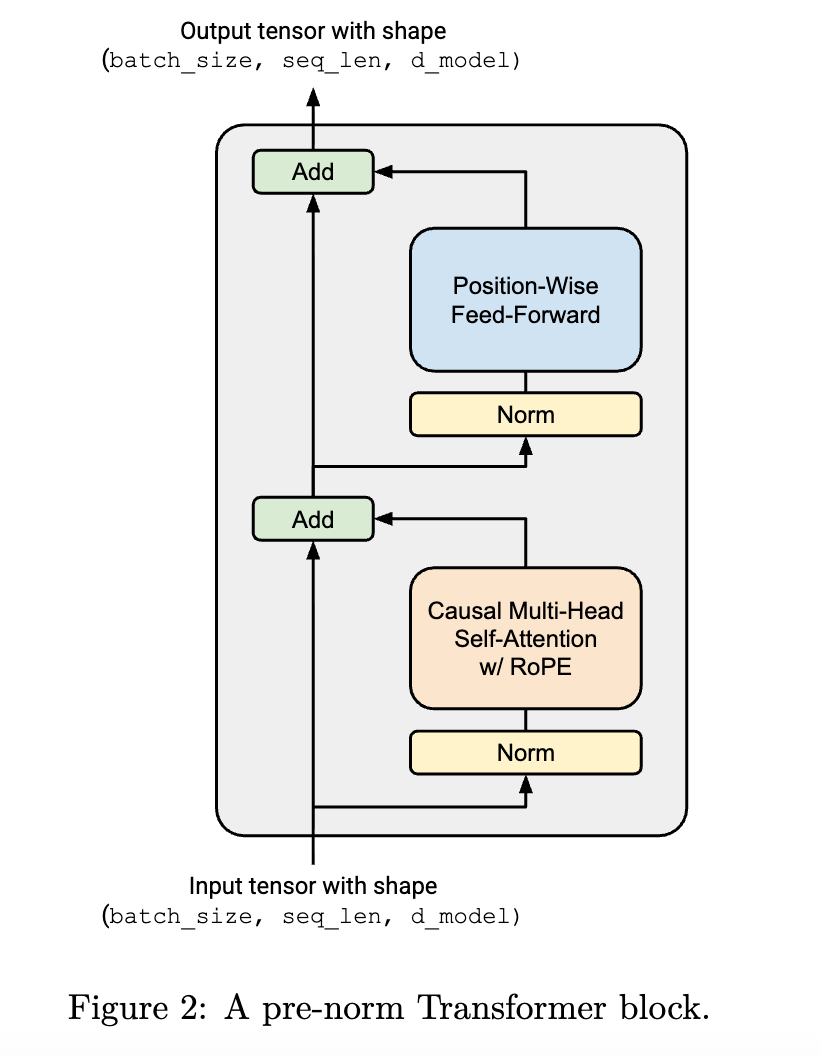 Output tensor with shape
(batch_size, seq_len, d_model)
Add
Position-Wise
Feed-Forward
Norm
Add
Causal Multi-Head
Self-Attention
w/ RoPE
Norm
Input tensor with shape
(batch_size, seq_len, d_model)
Figure 2: A pre-norm Transformer block.